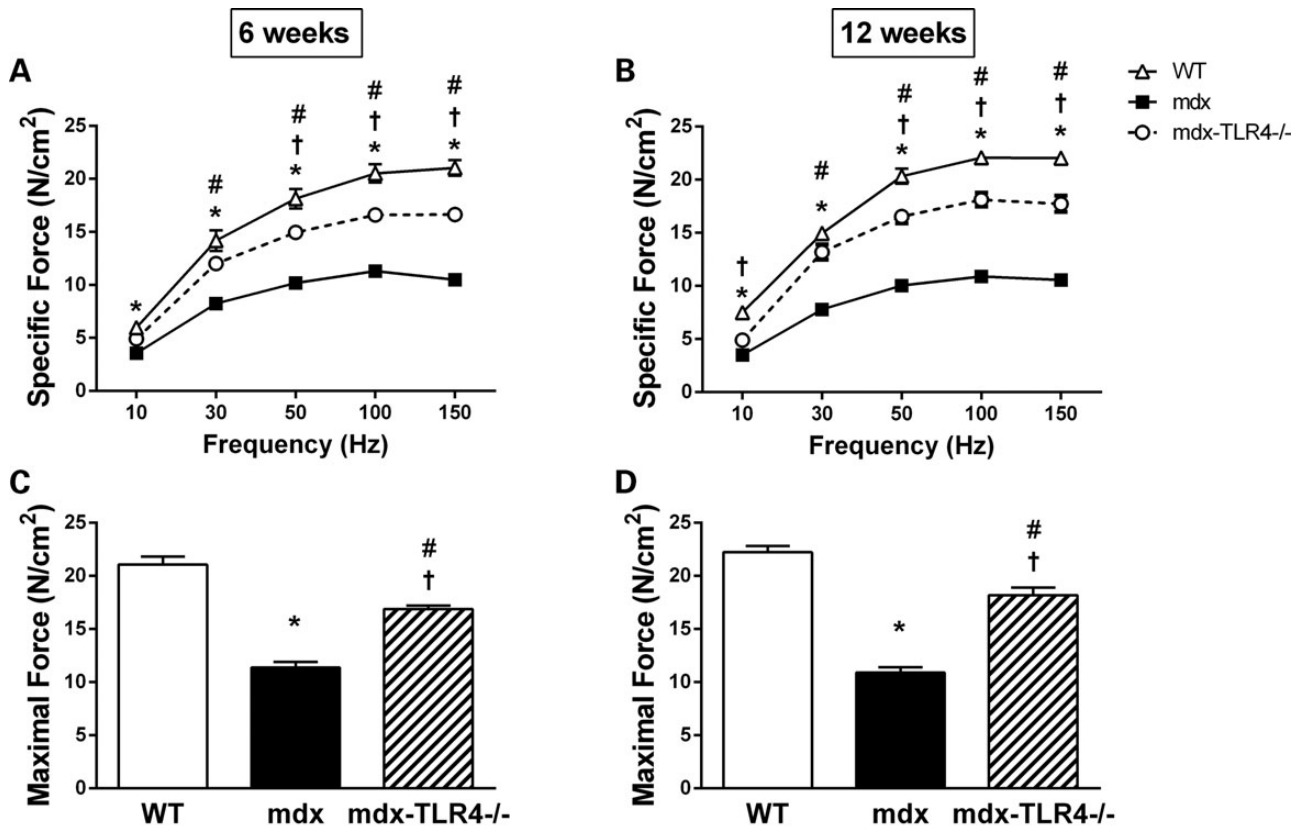 6 weeks
12 weeks
A
# # #
# † † †
* * * * *
Specific Force (N/cm²)
25
20
15
10
5
0
10 30 50 100 150
Frequency (Hz)
B
# # #
# † † †
† * * * *
*
Specific Force (N/cm²)
25
20
15
10
5
0
10 30 50 100 150
Frequency (Hz)
WT
mdx
mdx-TLR4-/-
C
Maximal Force (N/cm²)
25
20
15
10
5
0
*
#
†
WT mdx mdx-TLR4-/-
D
Maximal Force (N/cm²)
25
20
15
10
5
0
*
#
†
WT mdx mdx-TLR4-/-